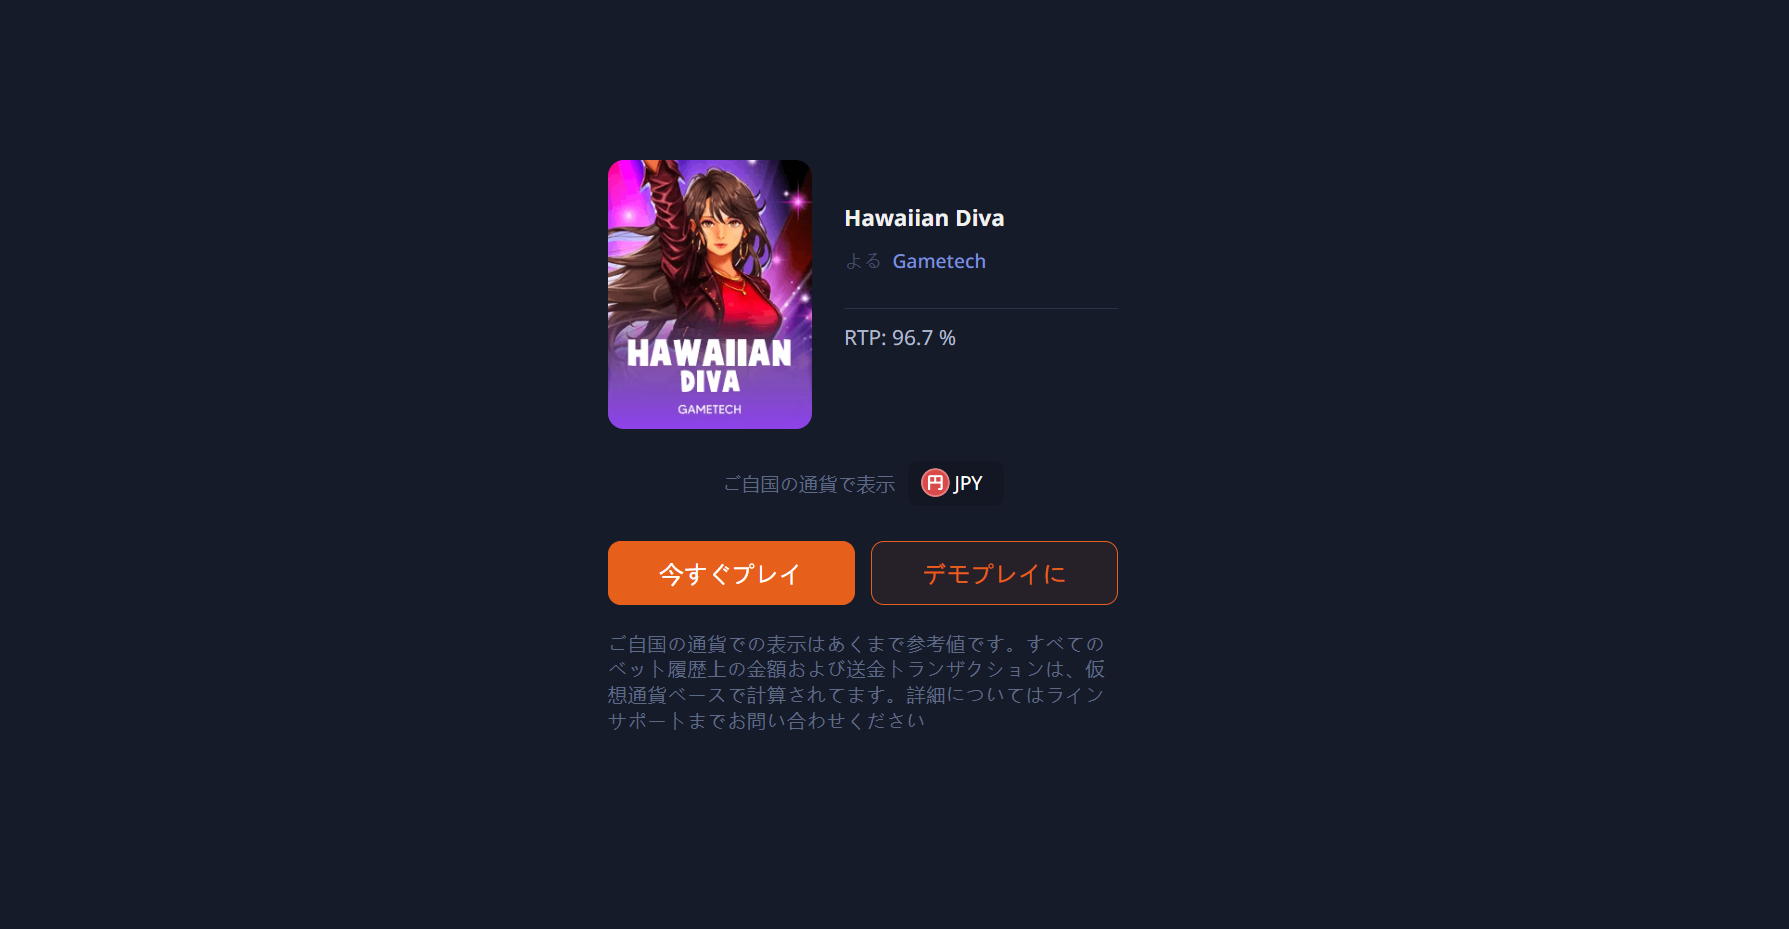 HAWAIIAN
DIVA
GAMETECH
Hawaiian Diva
よる Gametech
RTP: 96.7 %
ご自国の通貨で表示 円 JPY
今すぐプレイ
デモプレイに
ご自国の通貨での表示はあくまで参考値です。すべての
ベット履歴上の金額および送金トランザクションは、仮
想通貨ベースで計算されてます。詳細についてはライン
サポートまでお問い合わせください